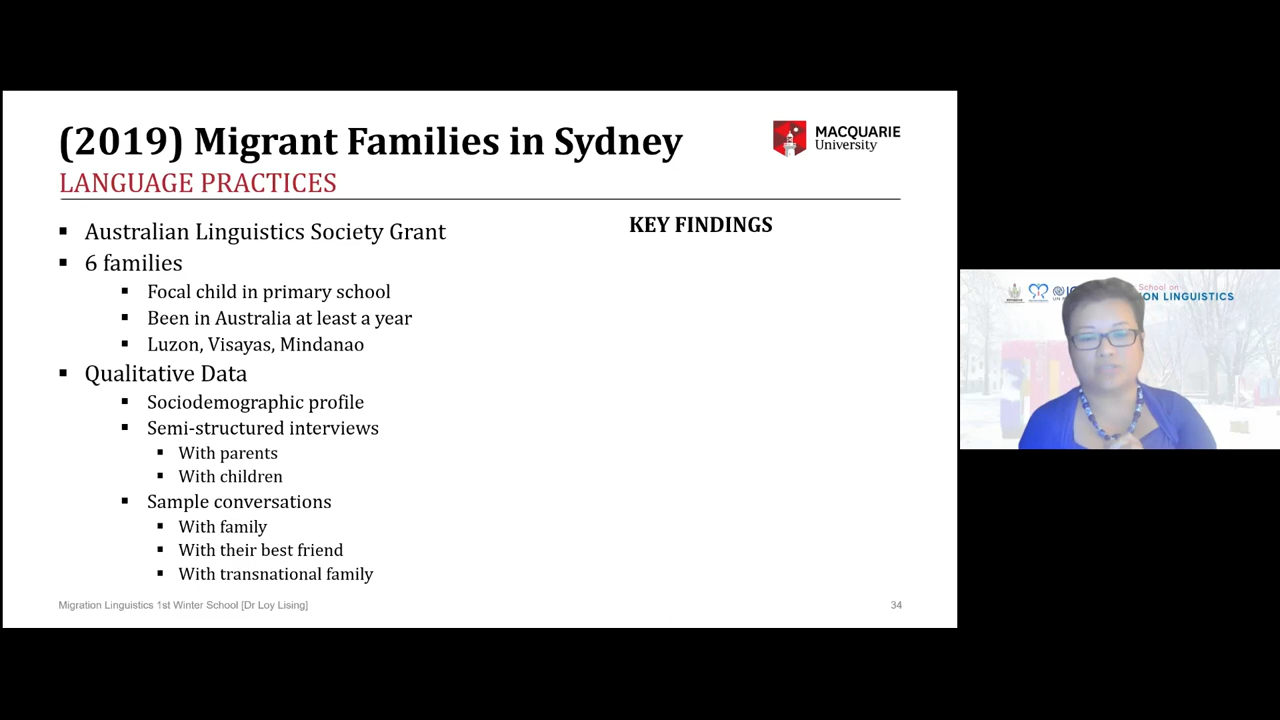 (2019) Migrant Families in Sydney
MACQUARIE
University
LANGUAGE PRACTICES
▪ Australian Linguistics Society Grant
▪ 6 families
▪ Focal child in primary school
▪ Been in Australia at least a year
▪ Luzon, Visayas, Mindanao
▪ Qualitative Data
▪ Sociodemographic profile
▪ Semi-structured interviews
▪ With parents
▪ With children
▪ Sample conversations
▪ With family
▪ With their best friend
▪ With transnational family
KEY FINDINGS
Migration Linguistics 1st Winter School [Dr Loy Lising]
34
School on
ON LINGUISTICS